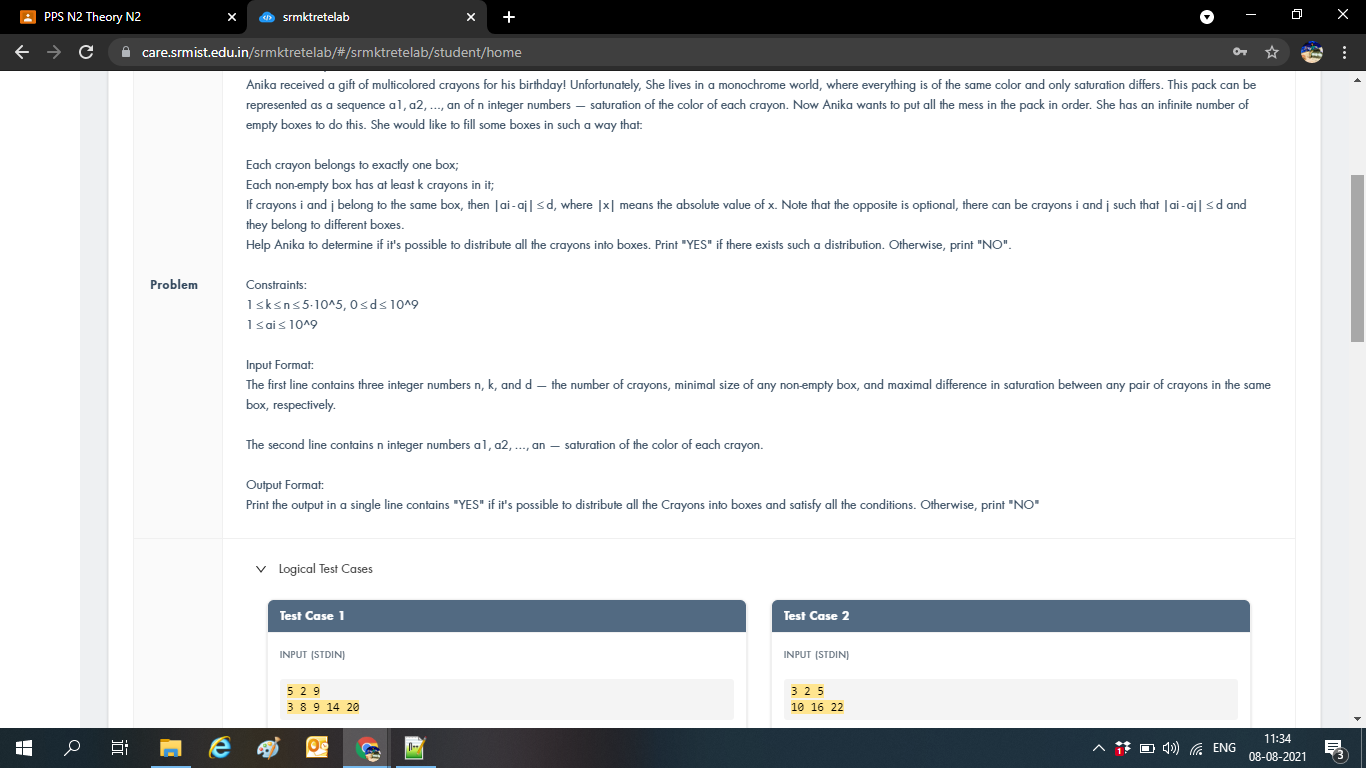 PPS N2 Theory N2
srmktretelab
care.srmist.edu.in/srmktretelab/#/srmktretelab/student/home
Anika received a gift of multicolored crayons for his birthday! Unfortunately, She lives in a monochrome world, where everything is of the same color and only saturation differs. This pack can be
represented as a sequence a1, a2, ..., an of n integer numbers — saturation of the color of each crayon. Now Anika wants to put all the mess in the pack in order. She has an infinite number of
empty boxes to do this. She would like to fill some boxes in such a way that:
Each crayon belongs to exactly one box;
Each non-empty box has at least k crayons in it;
If crayons i and j belong to the same box, then |ai - aj| ≤ d, where |x| means the absolute value of x. Note that the opposite is optional, there can be crayons i and j such that |ai - aj| ≤ d and
they belong to different boxes.
Help Anika to determine if it's possible to distribute all the crayons into boxes. Print "YES" if there exists such a distribution. Otherwise, print "NO".
Problem
Constraints:
1 ≤ k ≤ n ≤ 5·10^5, 0 ≤ d ≤ 10^9
1 ≤ ai ≤ 10^9
Input Format:
The first line contains three integer numbers n, k, and d — the number of crayons, minimal size of any non-empty box, and maximal difference in saturation between any pair of crayons in the same
box, respectively.
The second line contains n integer numbers a1, a2, ..., an — saturation of the color of each crayon.
Output Format:
Print the output in a single line contains "YES" if it's possible to distribute all the Crayons into boxes and satisfy all the conditions. Otherwise, print "NO"
Logical Test Cases
Test Case 1
INPUT (STDIN)
5 2 9
3 8 9 14 20
Test Case 2
INPUT (STDIN)
3 2 5
10 16 22
ENG
11:34
08-08-2021
3